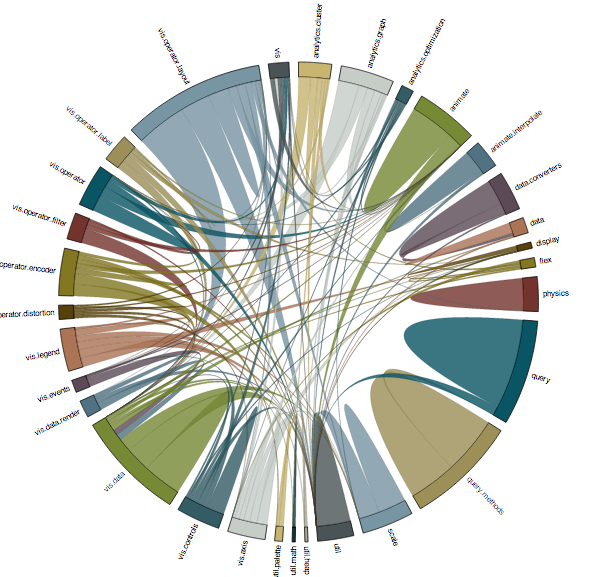 vis
analytics.cluster
analytics.graph
analytics.optimization
animate
animate.interpolate
data.converters
data
display
flex
physics
query
query.methods
scale
util
util.heap
util.math
util.palette
vis.axis
vis.controls
vis.data
vis.data.render
vis.events
vis.legend
operator.distortion
operator.encoder
vis.operator.filter
vis.operator
vis.operator.label
vis.operator.layout